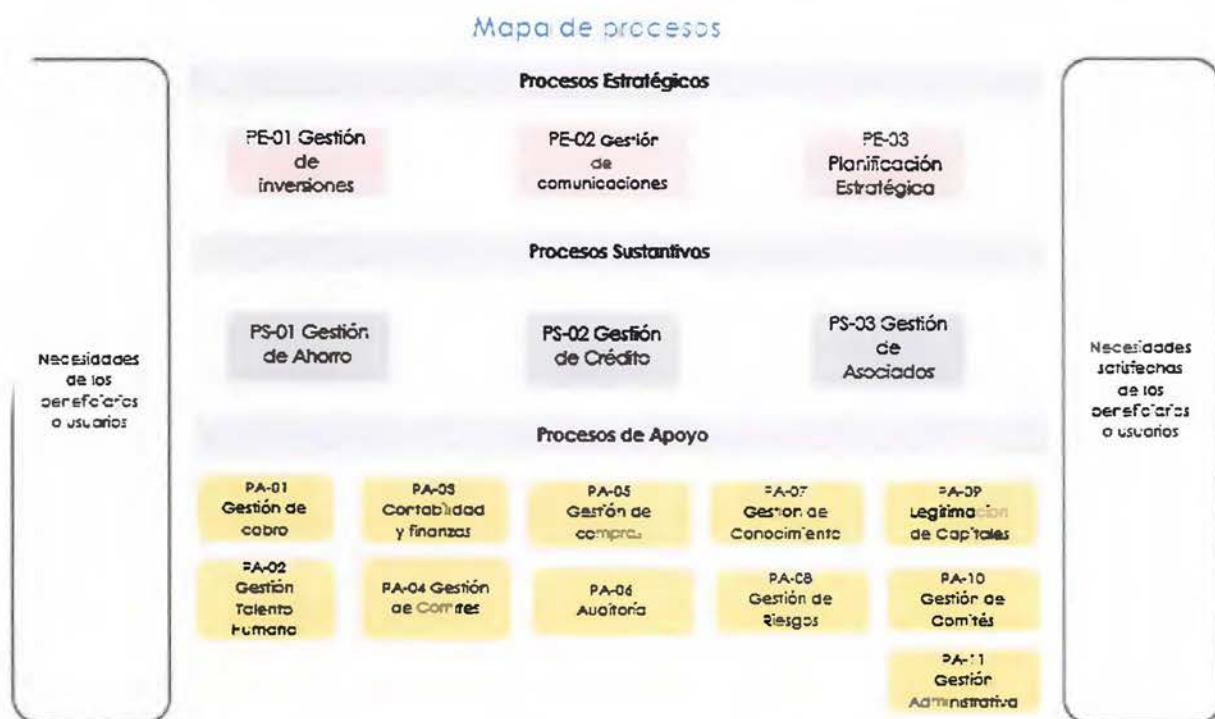 Mapa de procesos
Procesos Estratégicos
PE-01 Gestión
de
inversiones
PE-02 Gestión
de
comunicaciones
PE-03
Planificación
Estratégica
Procesos Sustantivos
Necesidades
de los
beneficiarios
o usuarios
PS-01 Gestión
de Ahorro
PS-02 Gestión
de Crédito
PS-03 Gestión
de
Asociados
Necesidades
satisfechas
de los
beneficiarios
o usuarios
Procesos de Apoyo
PA-01
Gestión de
cobro
PA-03
Contabilidad
y finanzas
PA-05
Gestión de
compras
PA-07
Gestión de
Conocimiento
PA-09
Legitimación
de Capitales
PA-02
Gestión
Talento
Humano
PA-04 Gestión
de Comités
PA-06
Auditoría
PA-08
Gestión de
Riesgos
PA-10
Gestión de
Comités
PA-11
Gestión
Administrativa